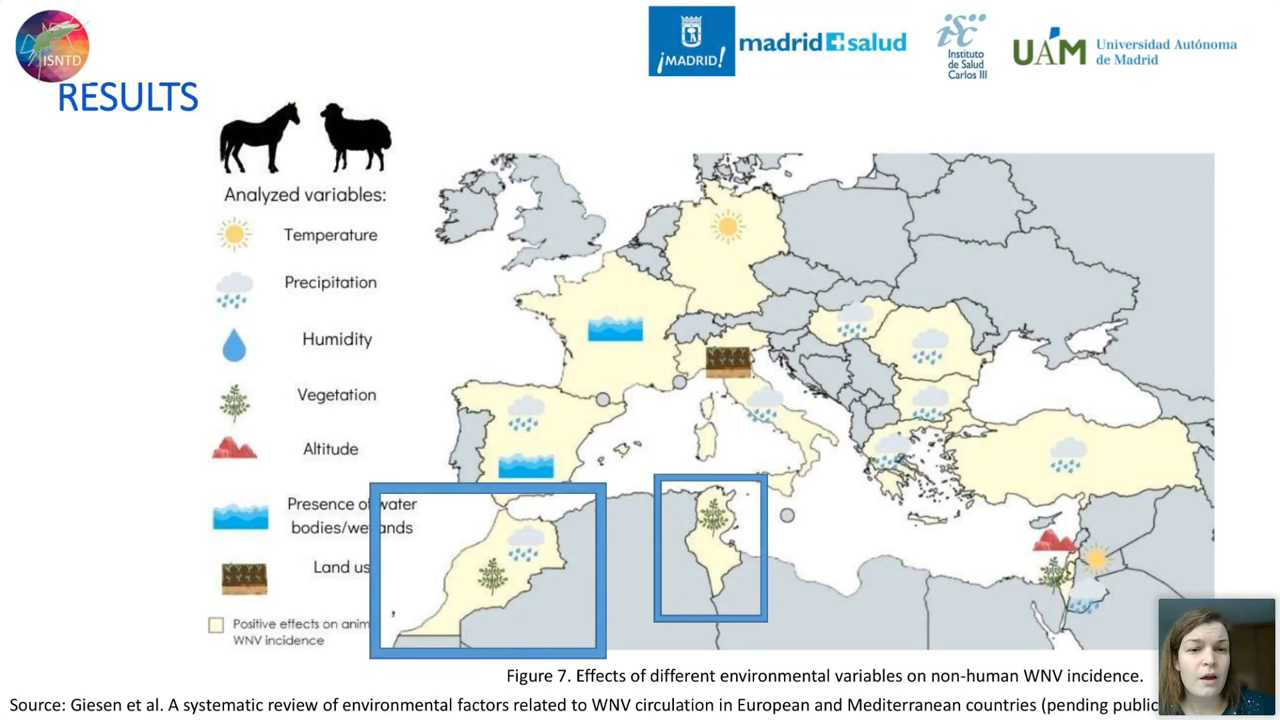 ISNTD
¡MADRID!
madrid+salud
isc
Instituto
de Salud
Carlos III
UAM
Universidad Autónoma
de Madrid
RESULTS
Analyzed variables:
Temperature
Precipitation
Humidity
Vegetation
Altitude
Presence of water
bodies/wetlands
Land us
Positive effects on anim
WNV incidence
Figure 7. Effects of different environmental variables on non-human WNV incidence.
Source: Giesen et al. A systematic review of environmental factors related to WNV circulation in European and Mediterranean countries (pending public